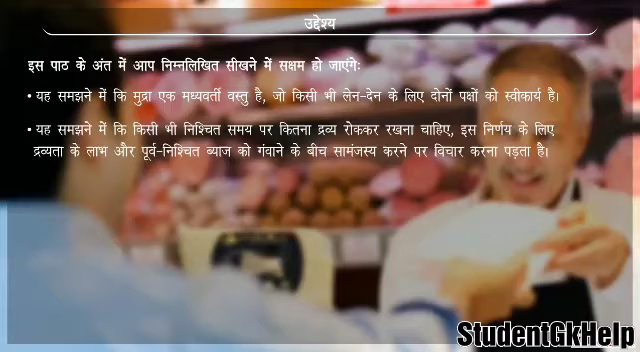 उद्देश्य
इस पाठ के अंत में आप निम्नलिखित सीखने में सक्षम हो जाएंगे:
• यह समझने में कि मुद्रा एक मध्यवर्ती वस्तु है, जो किसी भी लेन-देन के लिए दोनों पक्षों को स्वीकार्य है।
• यह समझने में कि किसी भी निश्चित समय पर कितना द्रव्य रोककर रखना चाहिए, इस निर्णय के लिए
द्रव्यता के लाभ और पूर्व-निश्चित ब्याज को गंवाने के बीच सामंजस्य करने पर विचार करना पड़ता है।
StudentGkHelp